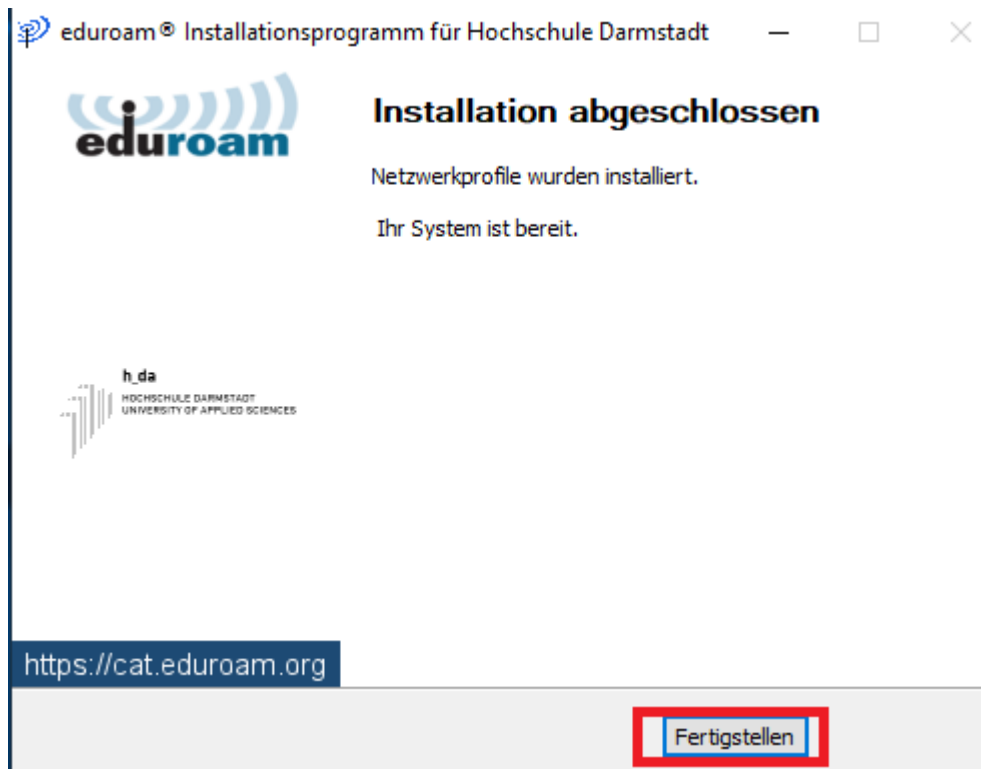 eduroam® Installationsprogramm für Hochschule Darmstadt
eduroam
Installation abgeschlossen
Netzwerkprofile wurden installiert.
Ihr System ist bereit.
h_da
HOCHSCHULE DARMSTADT
UNIVERSITY OF APPLIED SCIENCES
https://cat.eduroam.org
Fertigstellen